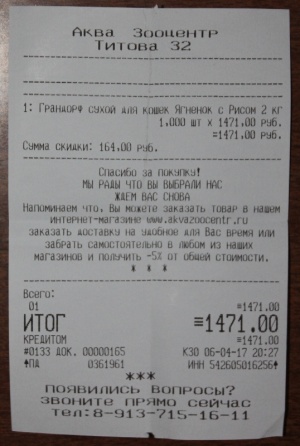 Аква Зооцентр
Титова 32
1: Грандорф сухой для кошек Ягненок с Рисом 2 кг
1,000 шт X 1471,00 руб.
=1471,00 руб.
Сумма скидки: 164,00 руб.
Спасибо за покупку!
МЫ РАДЫ ЧТО ВЫ ВЫБРАЛИ НАС
ЖДЕМ ВАС СНОВА
Напоминаем что, Вы можете заказать товар в нашем
интернет-магазине www.akvazoocentr.ru
заказать доставку на удобное для Вас время или
забрать самостоятельно в любом из наших
магазинов и получить -5% от общей стоимости.
* * *
Всего:
01 =1471.00
ИТОГ =1471.00
КРЕДИТОМ =1471.00
#0133 ДОК. 00000165 К30 06-04-17 20:27
*ПД 0361961 ИНН 542605016256*
***
ПОЯВИЛИСЬ ВОПРОСЫ?
ЗВОНИТЕ ПРЯМО СЕЙЧАС
ТЕЛ:8-913-715-16-11